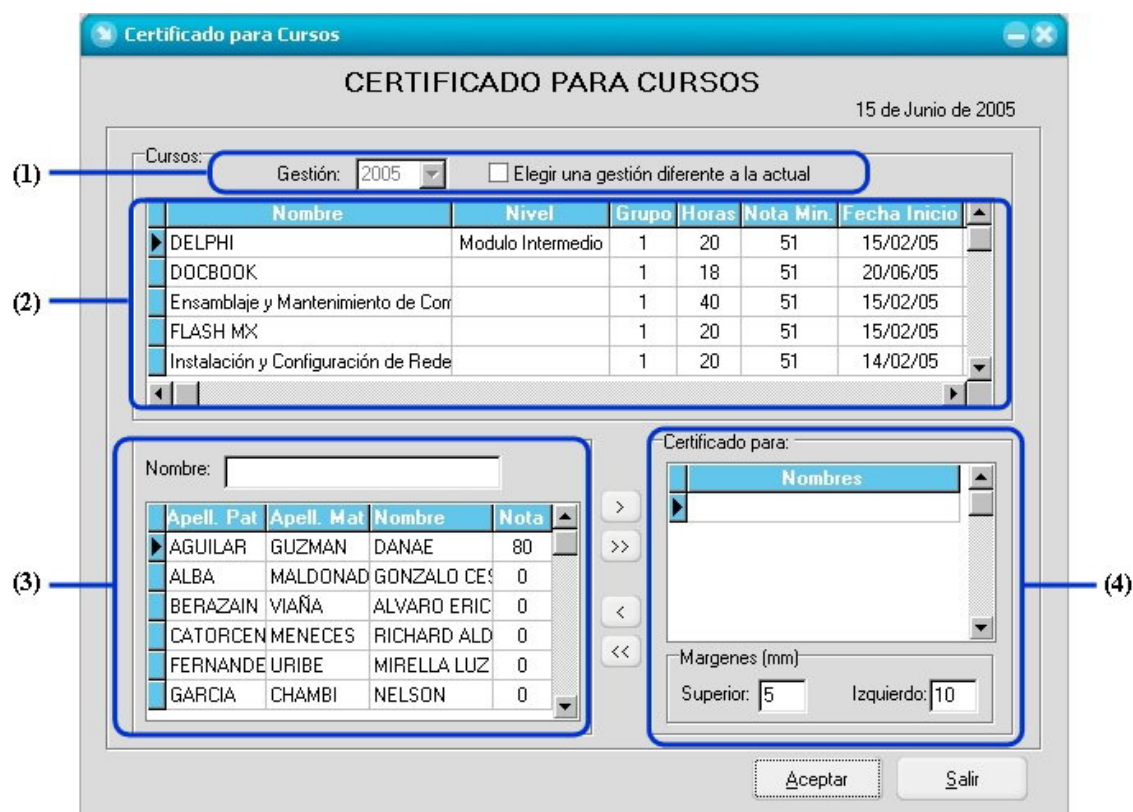 Certificado para Cursos
CERTIFICADO PARA CURSOS
15 de Junio de 2005
Cursos:
(1)
Gestión: 2005 Elegir una gestión diferente a la actual
(2)
Nombre Nivel Grupo Horas Nota Min. Fecha Inicio
DELPHI Modulo Intermedio 1 20 51 15/02/05
DOCBOOK 1 18 51 20/06/05
Ensamblaje y Mantenimiento de Com 1 40 51 15/02/05
FLASH MX 1 20 51 15/02/05
Instalación y Configuración de Rede 1 20 51 14/02/05
(3)
Nombre:
Apell. Pat Apell. Mat Nombre Nota
AGUILAR GUZMAN DANAE 80
ALBA MALDONAD GONZALO CES 0
BERAZAIN VIAÑA ALVARO ERIC 0
CATORCEN MENECES RICHARD ALD 0
FERNANDE URIBE MIRELLA LUZ 0
GARCIA CHAMBI NELSON 0
>
>>
<
<<
Certificado para:
Nombres
(4)
Margenes (mm)
Superior: 5 Izquierdo: 10
Aceptar Salir